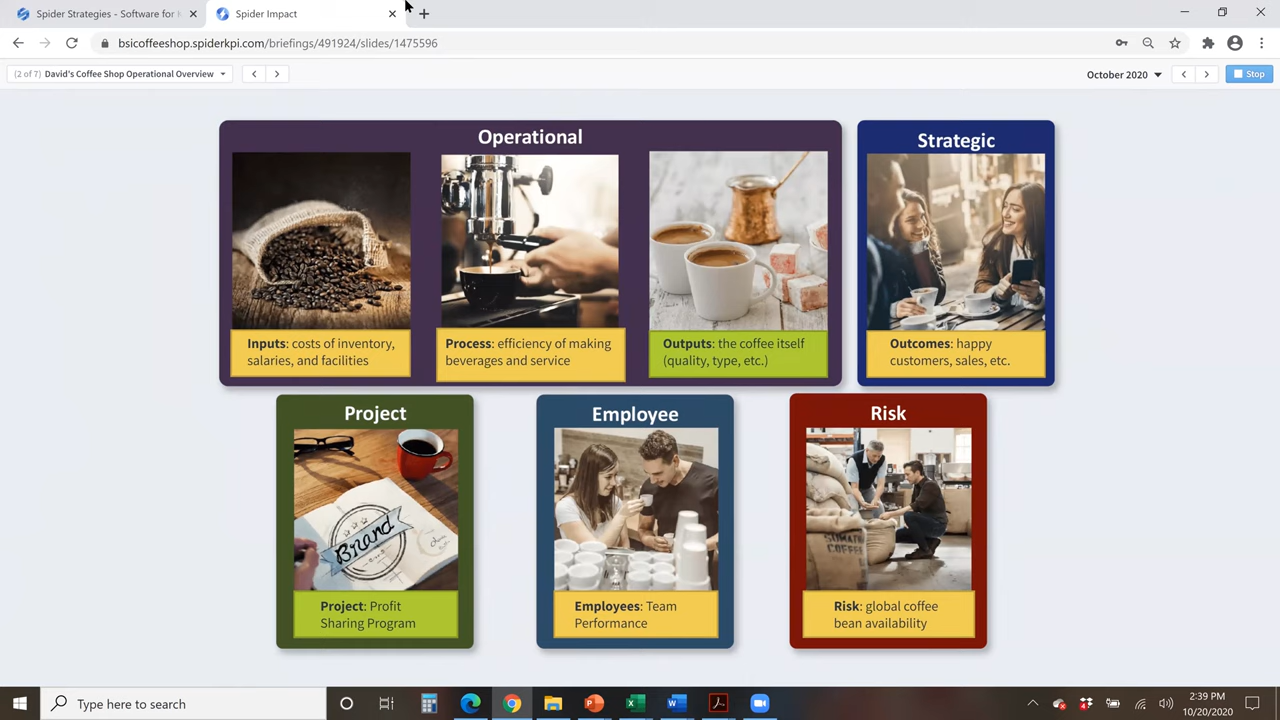 Spider Strategies - Software for
Spider Impact
bsicoffeeshop.spiderkpi.com/briefings/491924/slides/1475596
(2 of 7) David's Coffee Shop Operational Overview
October 2020
Stop
Operational
Strategic
Inputs: costs of inventory,
salaries, and facilities
Process: efficiency of making
beverages and service
Outputs: the coffee itself
(quality, type, etc.)
Outcomes: happy
customers, sales, etc.
Project
Employee
Risk
Brand
COFFEE
Project: Profit
Sharing Program
Employees: Team
Performance
Risk: global coffee
bean availability
Type here to search
2:39 PM
10/20/2020